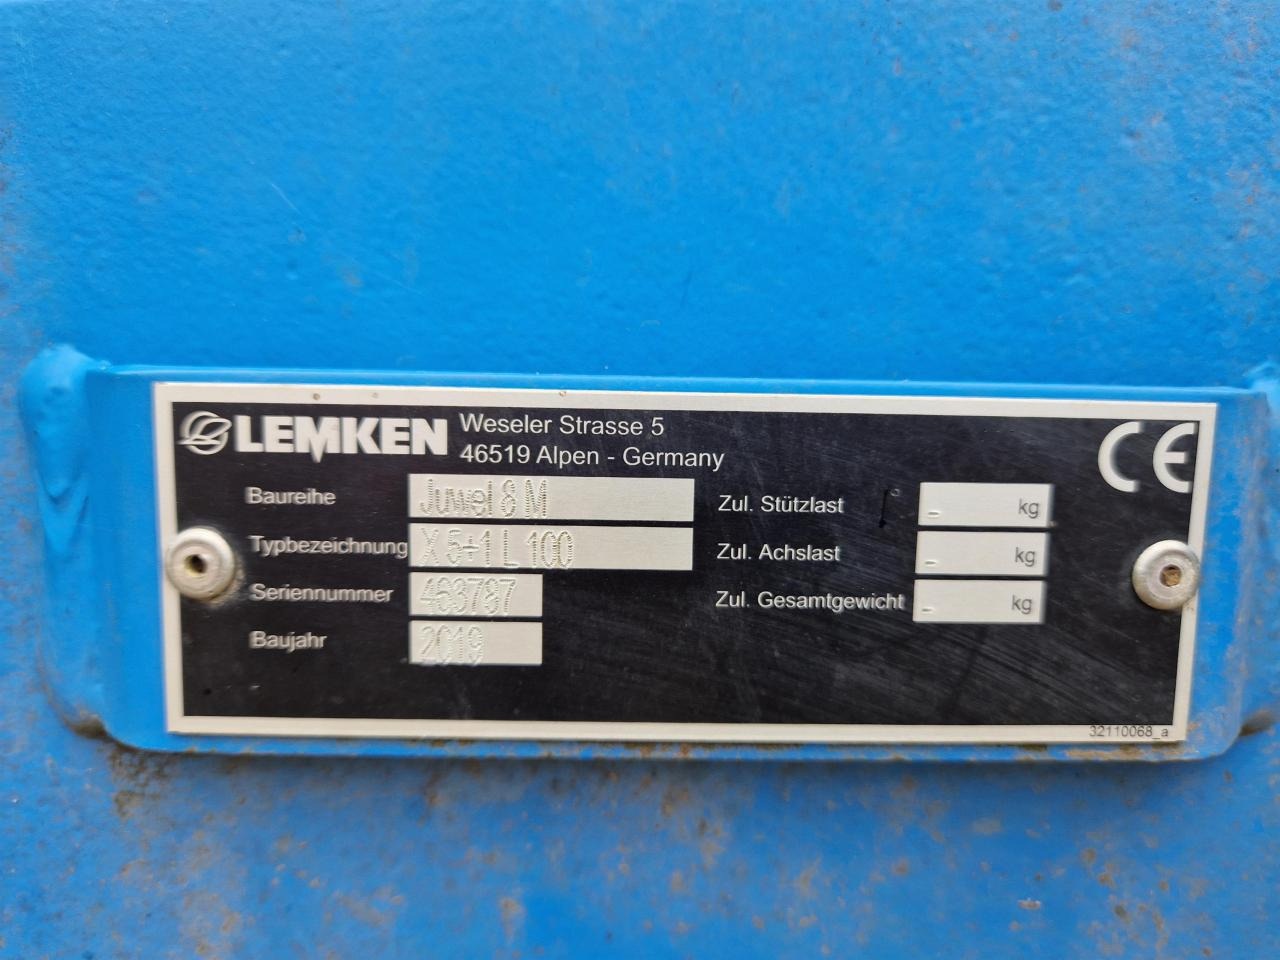 LEMKEN
Weseler Strasse 5
46519 Alpen - Germany
CE
Baureihe Juwel 8 M
Typbezeichnung X 5+1 L 100
Seriennummer 463787
Baujahr 2019
Zul. Stützlast - kg
Zul. Achslast - kg
Zul. Gesamtgewicht - kg
32110068_a